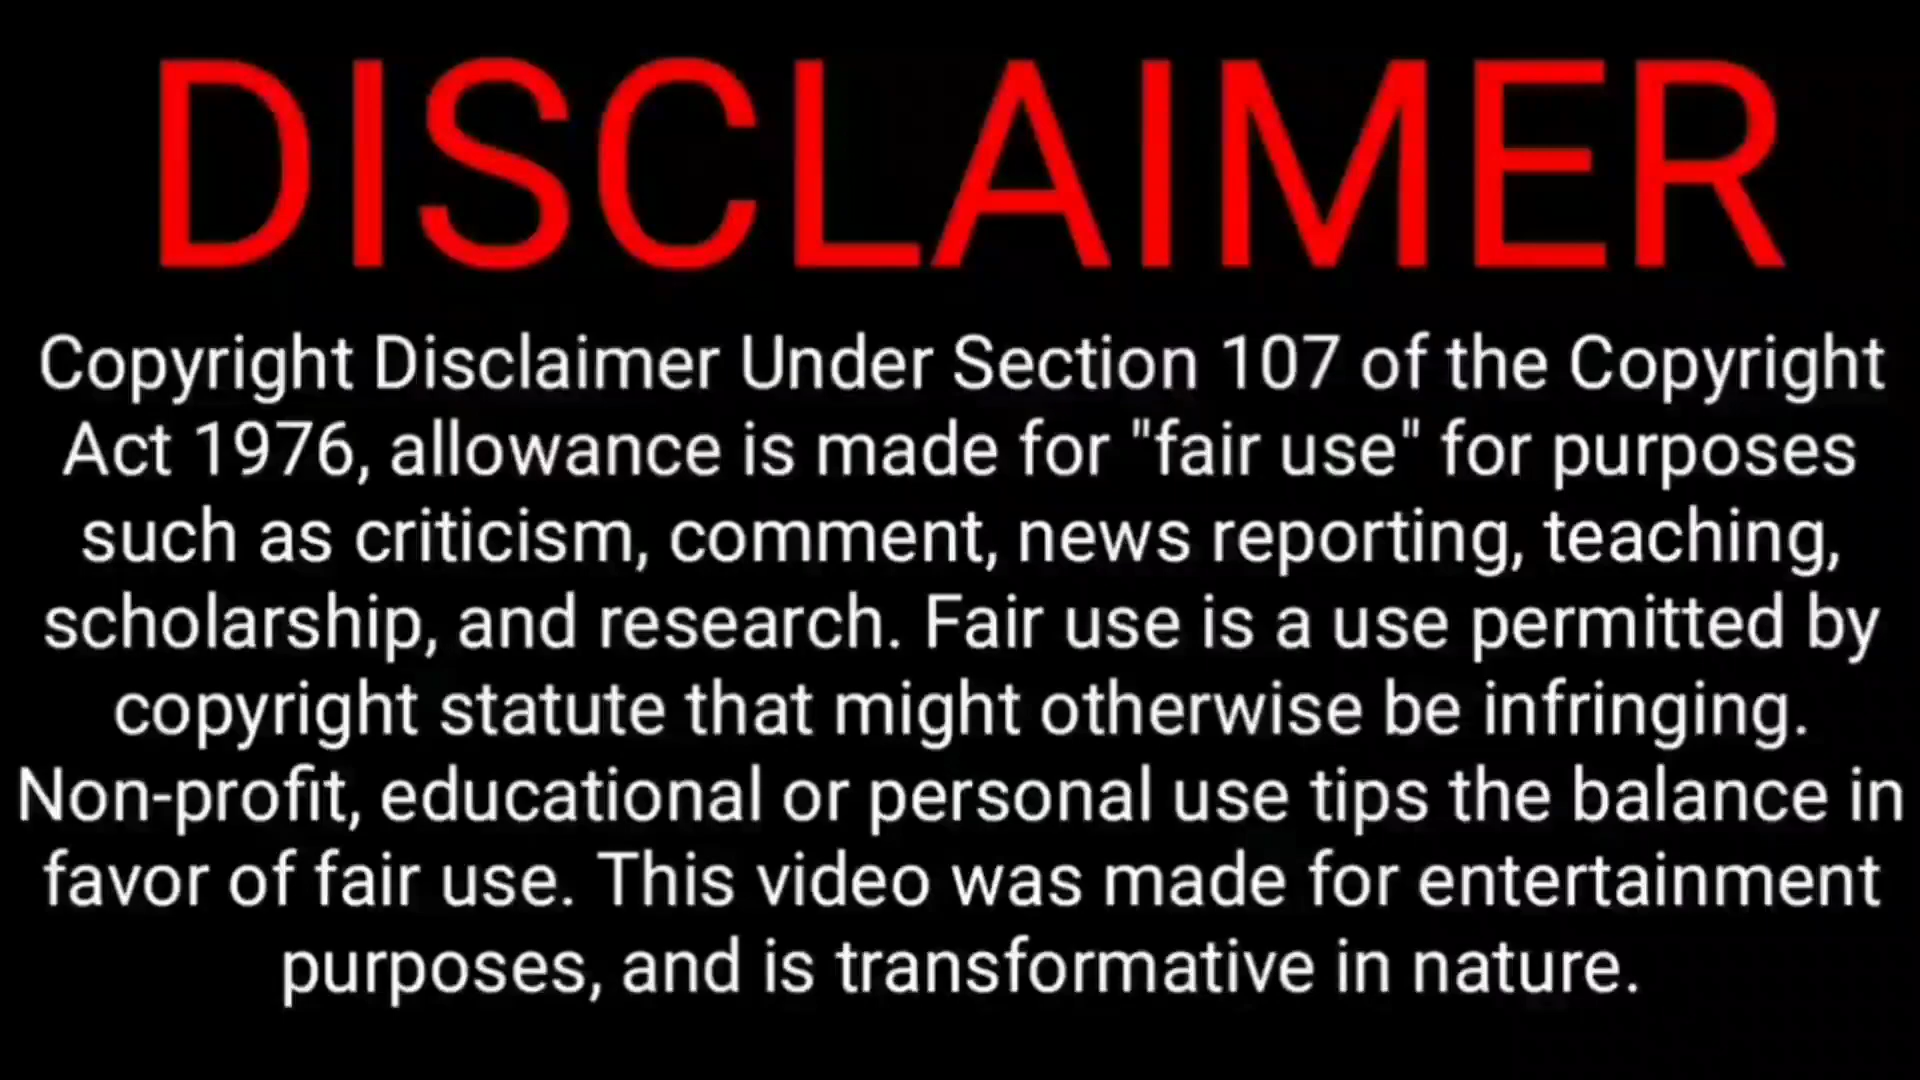 DISCLAIMER
Copyright Disclaimer Under Section 107 of the Copyright
Act 1976, allowance is made for "fair use" for purposes
such as criticism, comment, news reporting, teaching,
scholarship, and research. Fair use is a use permitted by
copyright statute that might otherwise be infringing.
Non-profit, educational or personal use tips the balance in
favor of fair use. This video was made for entertainment
purposes, and is transformative in nature.